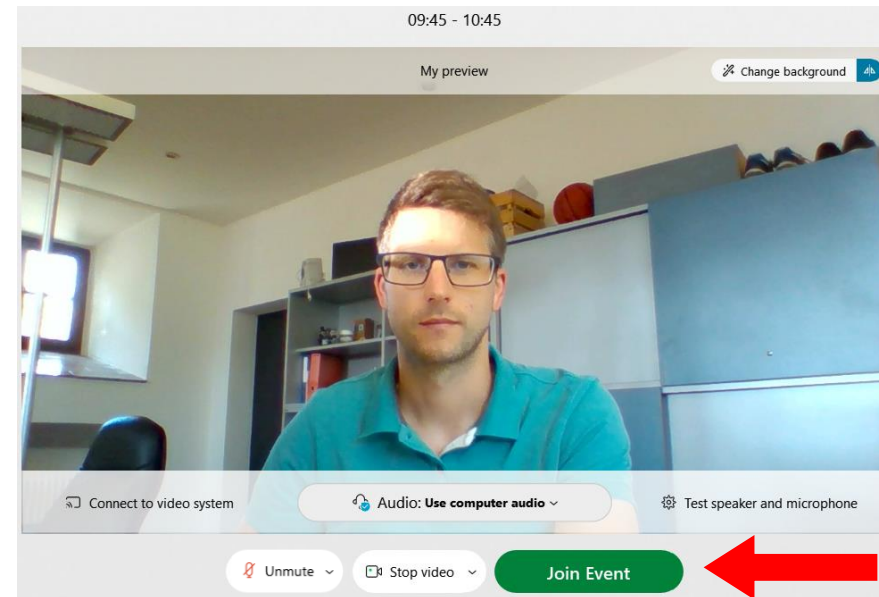 09:45 - 10:45
My preview
Change background
Connect to video system
Audio: Use computer audio
Test speaker and microphone
Unmute
Stop video
Join Event